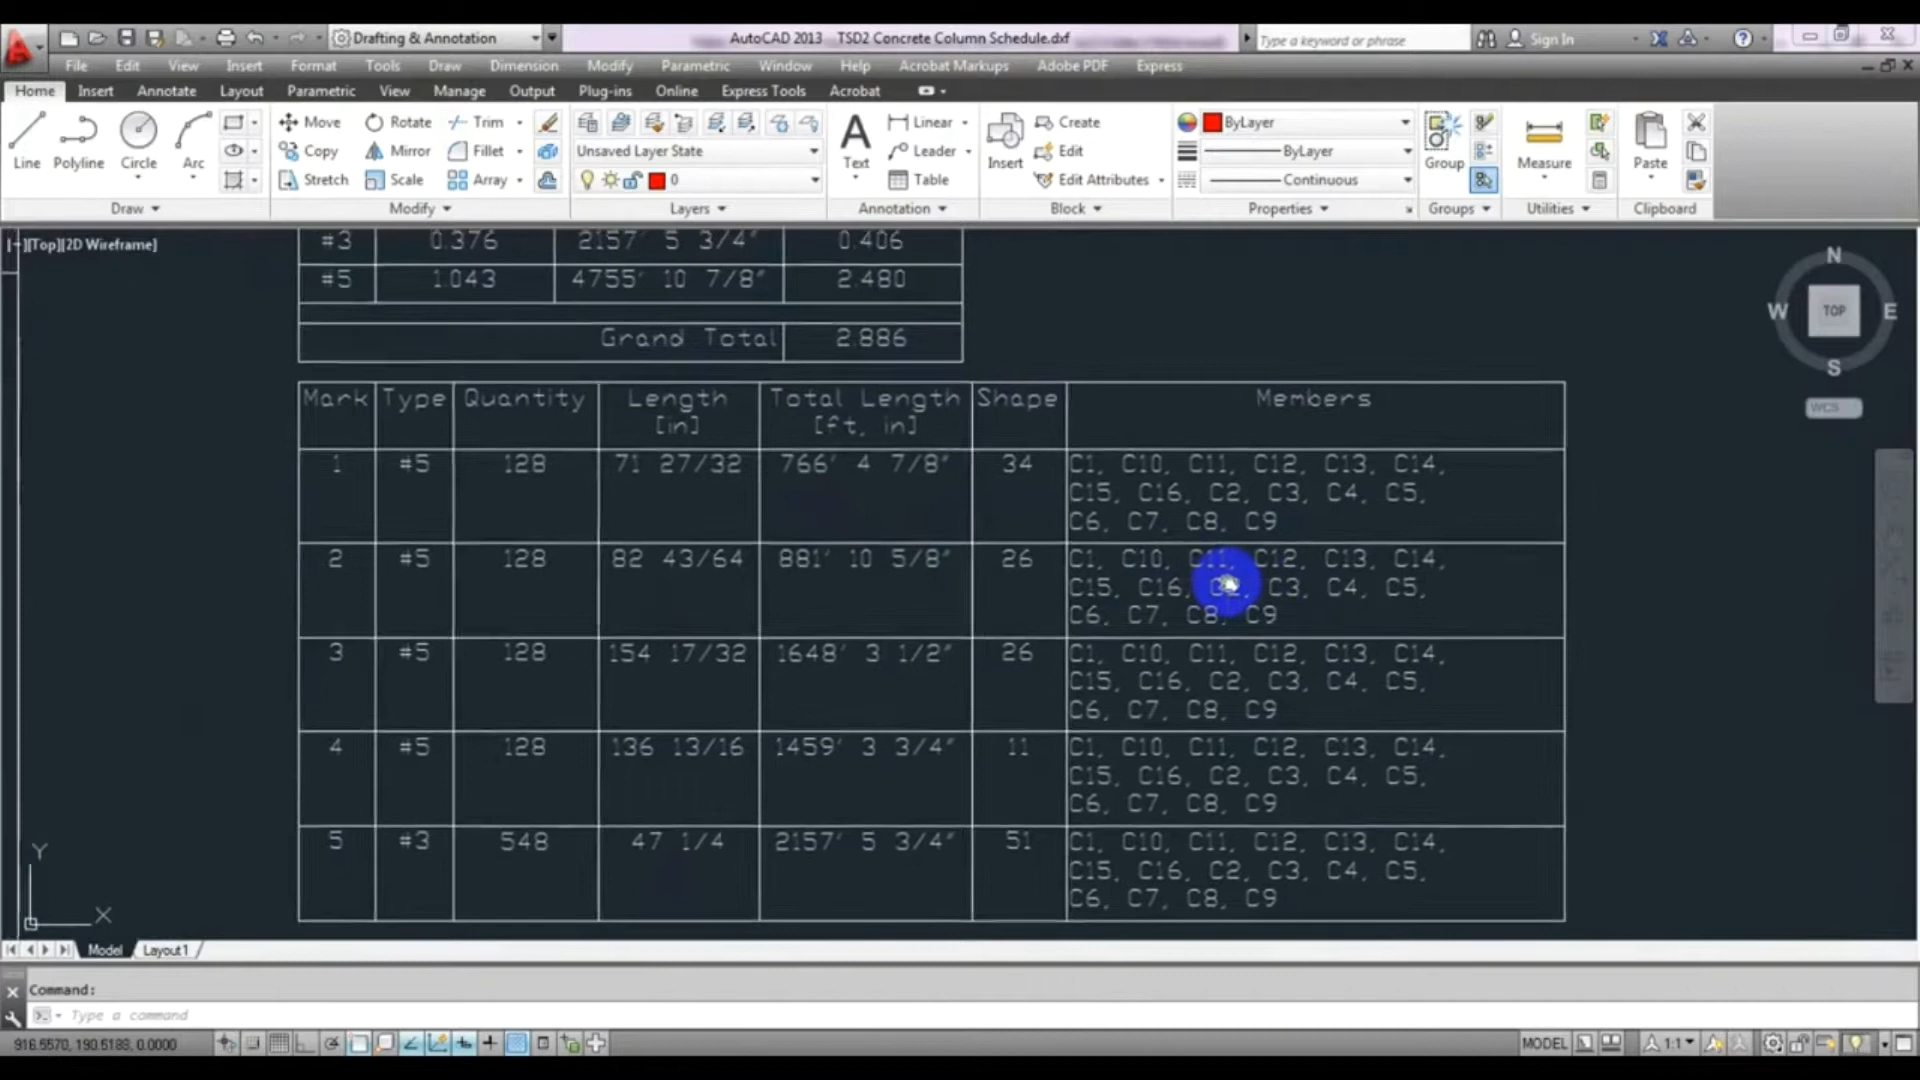 AutoCAD 2013 TSD2 Concrete Column Schedule.dxf
Drafting & Annotation
Type a keyword or phrase
Sign In
File Edit View Insert Format Tools Draw Dimension Modify Parametric Window Help Acrobat Markups Adobe PDF Express
Home Insert Annotate Layout Parametric View Manage Output Plug-ins Online Express Tools Acrobat
Move Rotate Trim Linear Create ByLayer
Line Polyline Circle Arc Copy Mirror Fillet Unsaved Layer State Text Leader Insert Edit ByLayer Group Measure Paste
Stretch Scale Array 0 Table Edit Attributes Continuous
Draw Modify Layers Annotation Block Properties Groups Utilities Clipboard
[-][Top][2D Wireframe]
#3 0.376 2157' 5 3/4" 0.406
#5 1.043 4755' 10 7/8" 2.480
Grand Total 2.886
N
W TOP E
S
WCS
Mark Type Quantity Length Total Length Shape Members
[in] [ft, in]
1 #5 128 71 27/32 766' 4 7/8" 34 C1, C10, C11, C12, C13, C14,
C15, C16, C2, C3, C4, C5,
C6, C7, C8, C9
2 #5 128 82 43/64 881' 10 5/8" 26 C1, C10, C11, C12, C13, C14,
C15, C16, C2, C3, C4, C5,
C6, C7, C8, C9
3 #5 128 154 17/32 1648' 3 1/2" 26 C1, C10, C11, C12, C13, C14,
C15, C16, C2, C3, C4, C5,
C6, C7, C8, C9
4 #5 128 136 13/16 1459' 3 3/4" 11 C1, C10, C11, C12, C13, C14,
C15, C16, C2, C3, C4, C5,
C6, C7, C8, C9
5 #3 548 47 1/4 2157' 5 3/4" 51 C1, C10, C11, C12, C13, C14,
C15, C16, C2, C3, C4, C5,
C6, C7, C8, C9
Y
X
Model Layout1
Command:
Type a command
MODEL 1:1